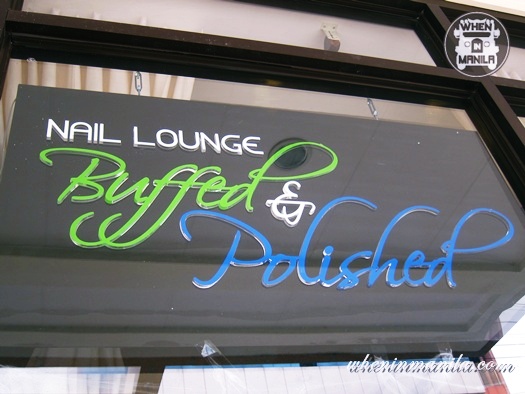 WHEN
IN
MANILA
NAIL LOUNGE
Buffed &
Polished
wheninmanila.com